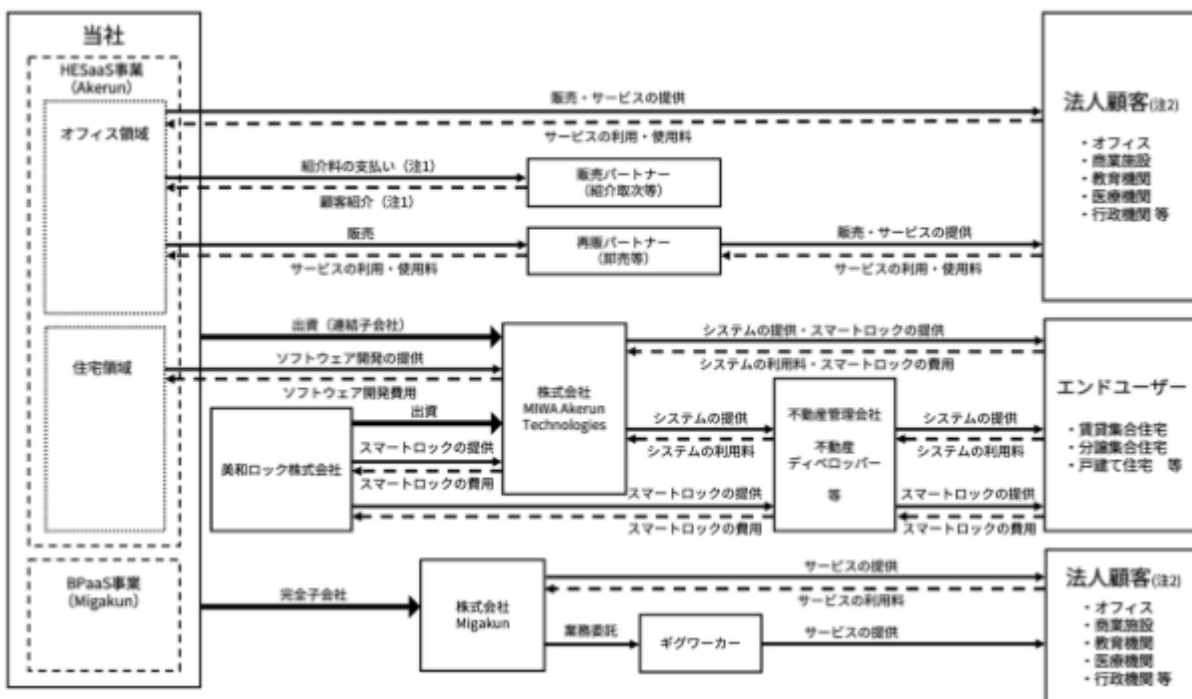 当社
HESaaS事業
(Akerun)
オフィス領域
販売・サービスの提供
サービスの利用・使用料
紹介料の支払い（注1）
顧客紹介（注1）
販売パートナー
(紹介取次等)
販売
サービスの利用・使用料
再販パートナー
(卸売等)
販売・サービスの提供
サービスの利用・使用料
法人顧客(注2)
・オフィス
・商業施設
・教育機関
・医療機関
・行政機関 等
住宅領域
出資（連結子会社）
ソフトウェア開発の提供
ソフトウェア開発費用
株式会社
MIWA Akerun
Technologies
システムの提供・スマートロックの提供
システムの利用料・スマートロックの費用
美和ロック株式会社
出資
スマートロックの提供
スマートロックの費用
システムの提供
システムの利用料
不動産管理会社
不動産
ディベロッパー
等
システムの提供
システムの利用料
スマートロックの提供
スマートロックの費用
スマートロックの提供
スマートロックの費用
エンドユーザー
・賃貸集合住宅
・分譲集合住宅
・戸建て住宅 等
BPaaS事業
(Migakun)
完全子会社
株式会社
Migakun
サービスの提供
サービスの利用料
業務委託
ギグワーカー
サービスの提供
法人顧客(注2)
・オフィス
・商業施設
・教育機関
・医療機関
・行政機関 等